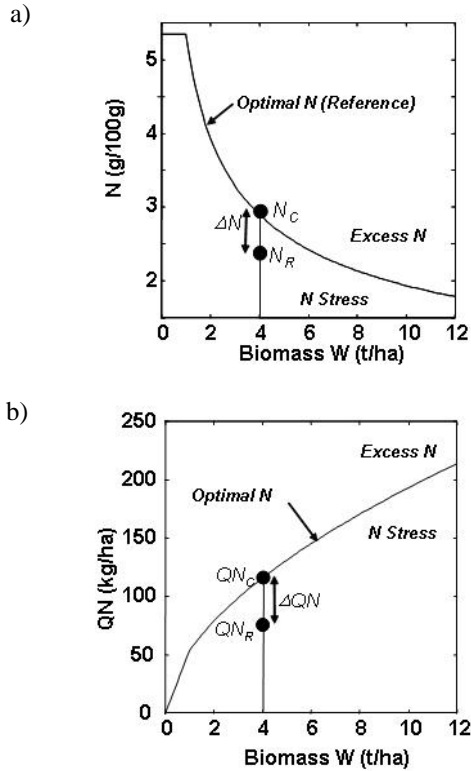 a)
N (g/100g)
5
4
3
2
Optimal N (Reference)
ΔN
N_C
N_R
Excess N
N Stress
2 4 6 8 10 12
Biomass W (t/ha)
b)
QN (kg/ha)
250
200
150
100
50
0
Excess N
Optimal N
N Stress
QN_C
ΔQN
QN_R
0 2 4 6 8 10 12
Biomass W (t/ha)